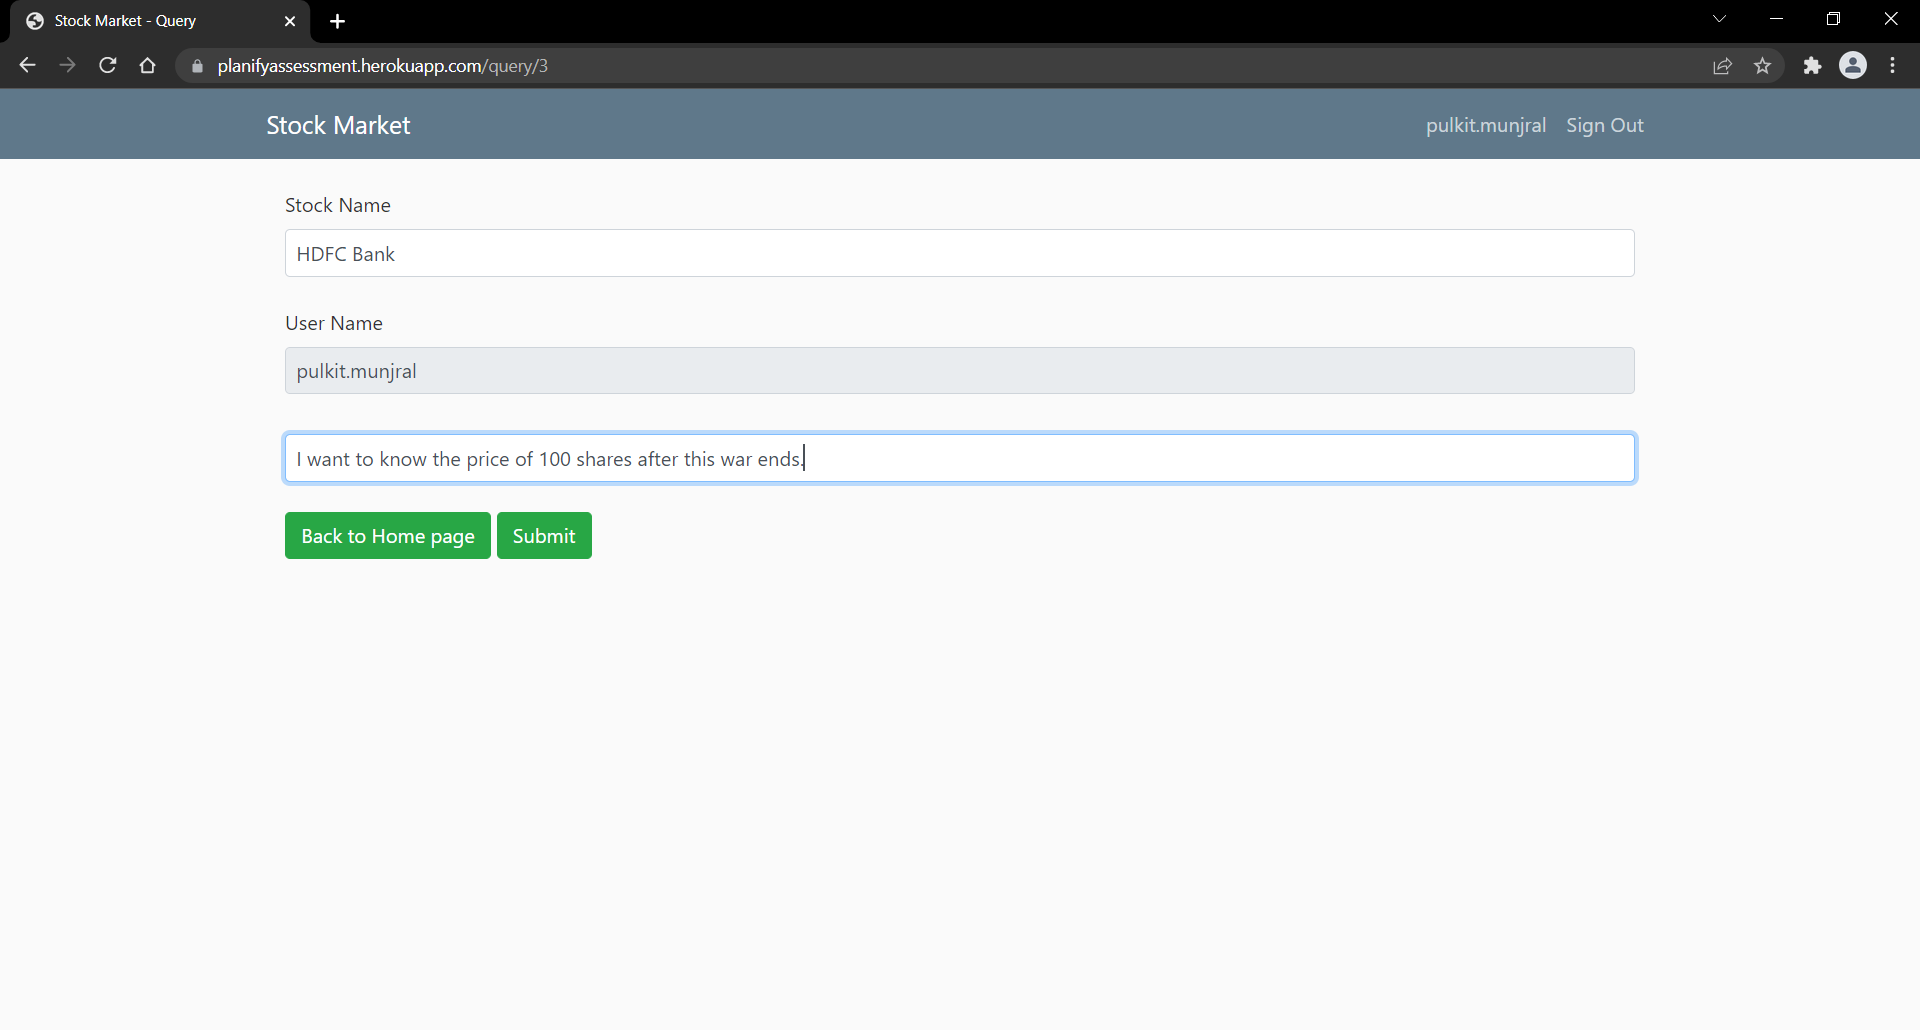 Stock Market - Query
planifyassessment.herokuapp.com/query/3
Stock Market pulkit.munjral Sign Out
Stock Name
HDFC Bank
User Name
pulkit.munjral
I want to know the price of 100 shares after this war ends.
Back to Home page Submit